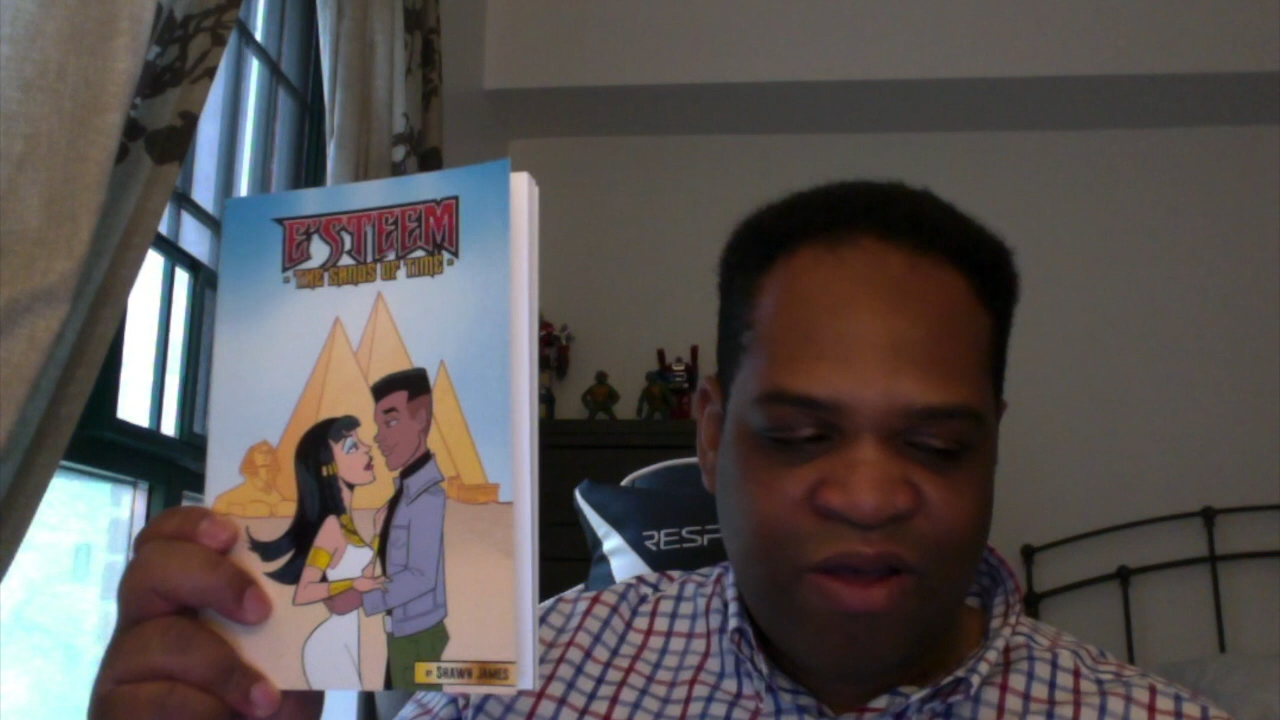 E'STEEM
- THE SANDS OF TIME -
BY SHAWN JAMES
RESP